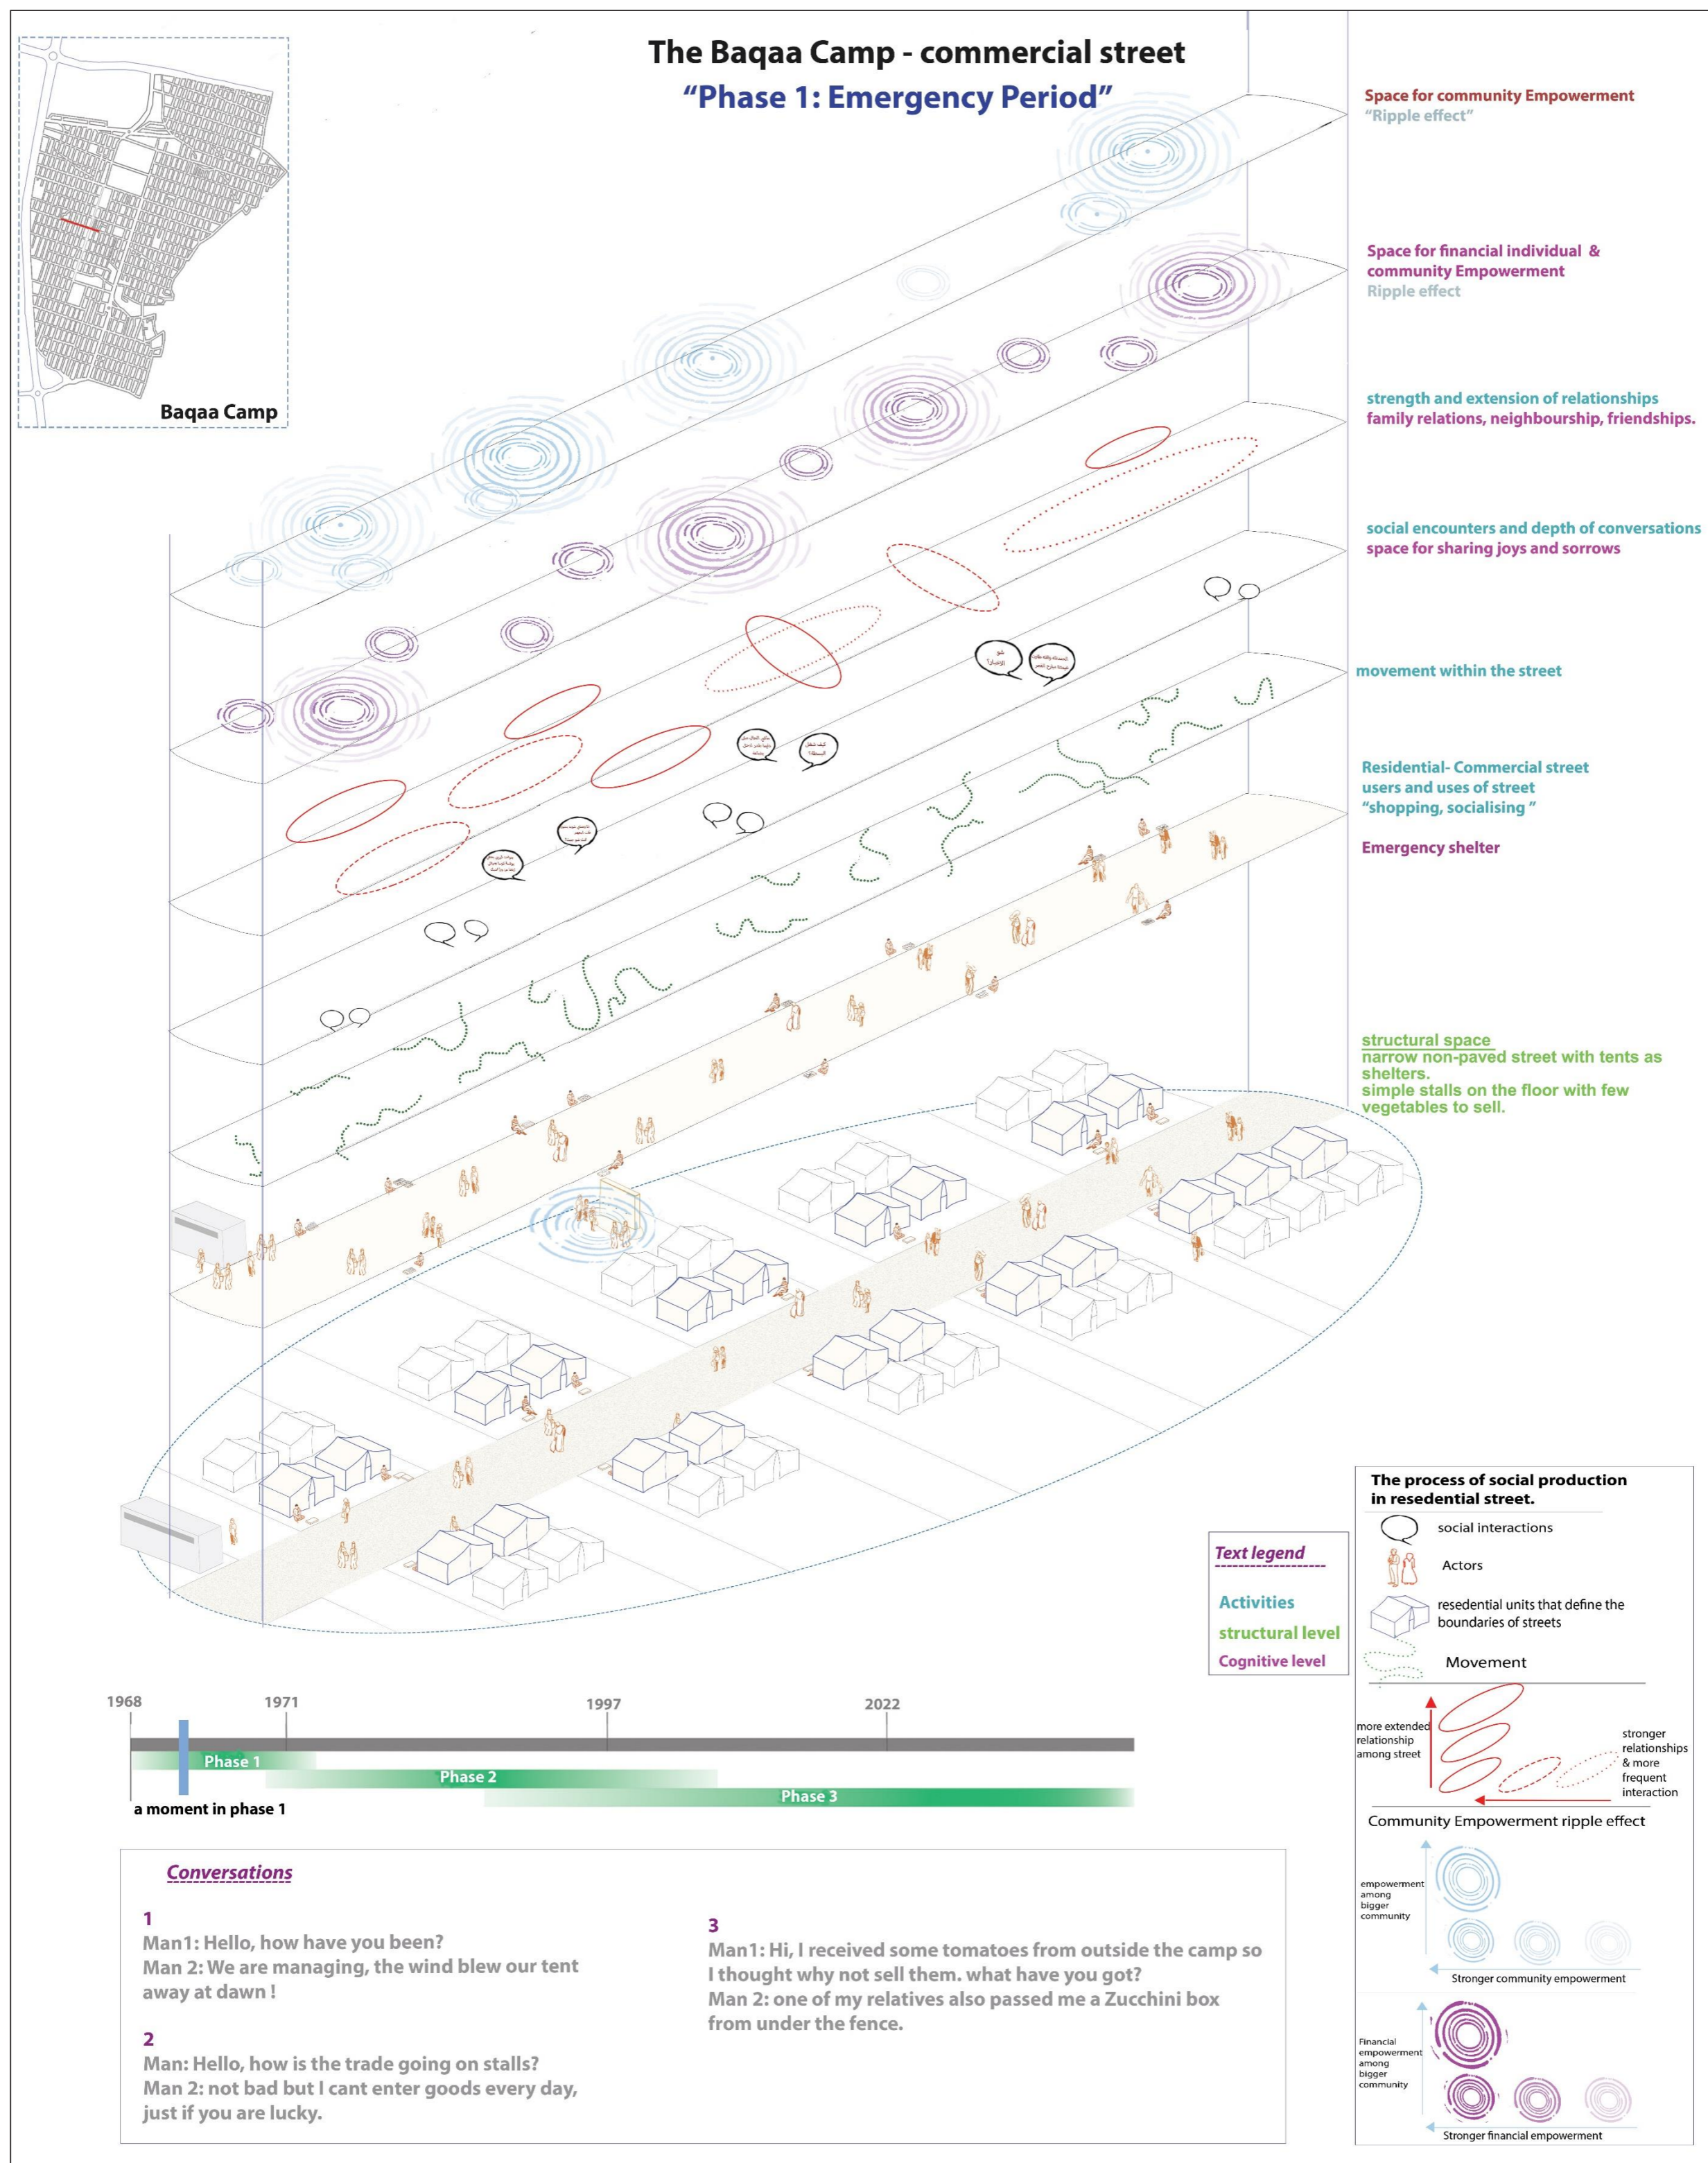 The Baqaa Camp - commercial street
“Phase 1: Emergency Period”
Baqaa Camp
Space for community Empowerment
“Ripple effect”
Space for financial individual &
community Empowerment
Ripple effect
strength and extension of relationships
family relations, neighbourship, friendships.
social encounters and depth of conversations
space for sharing joys and sorrows
movement within the street
Residential- Commercial street
users and uses of street
“shopping, socialising ”
Emergency shelter
structural space
narrow non-paved street with tents as
shelters.
simple stalls on the floor with few
vegetables to sell.
شو
الاخبار؟
كيف شغل
البسطة؟
Text legend
Activities
structural level
Cognitive level
The process of social production
in resedential street.
social interactions
Actors
resedential units that define the
boundaries of streets
Movement
more extended
relationship
among street
stronger
relationships
& more
frequent
interaction
Community Empowerment ripple effect
empowerment
among
bigger
community
Stronger community empowerment
Financial
empowerment
among
bigger
community
Stronger financial empowerment
1968
1971
1997
2022
Phase 1
Phase 2
Phase 3
a moment in phase 1
Conversations
1
Man1: Hello, how have you been?
Man 2: We are managing, the wind blew our tent
away at dawn !
2
Man: Hello, how is the trade going on stalls?
Man 2: not bad but I cant enter goods every day,
just if you are lucky.
3
Man1: Hi, I received some tomatoes from outside the camp so
I thought why not sell them. what have you got?
Man 2: one of my relatives also passed me a Zucchini box
from under the fence.